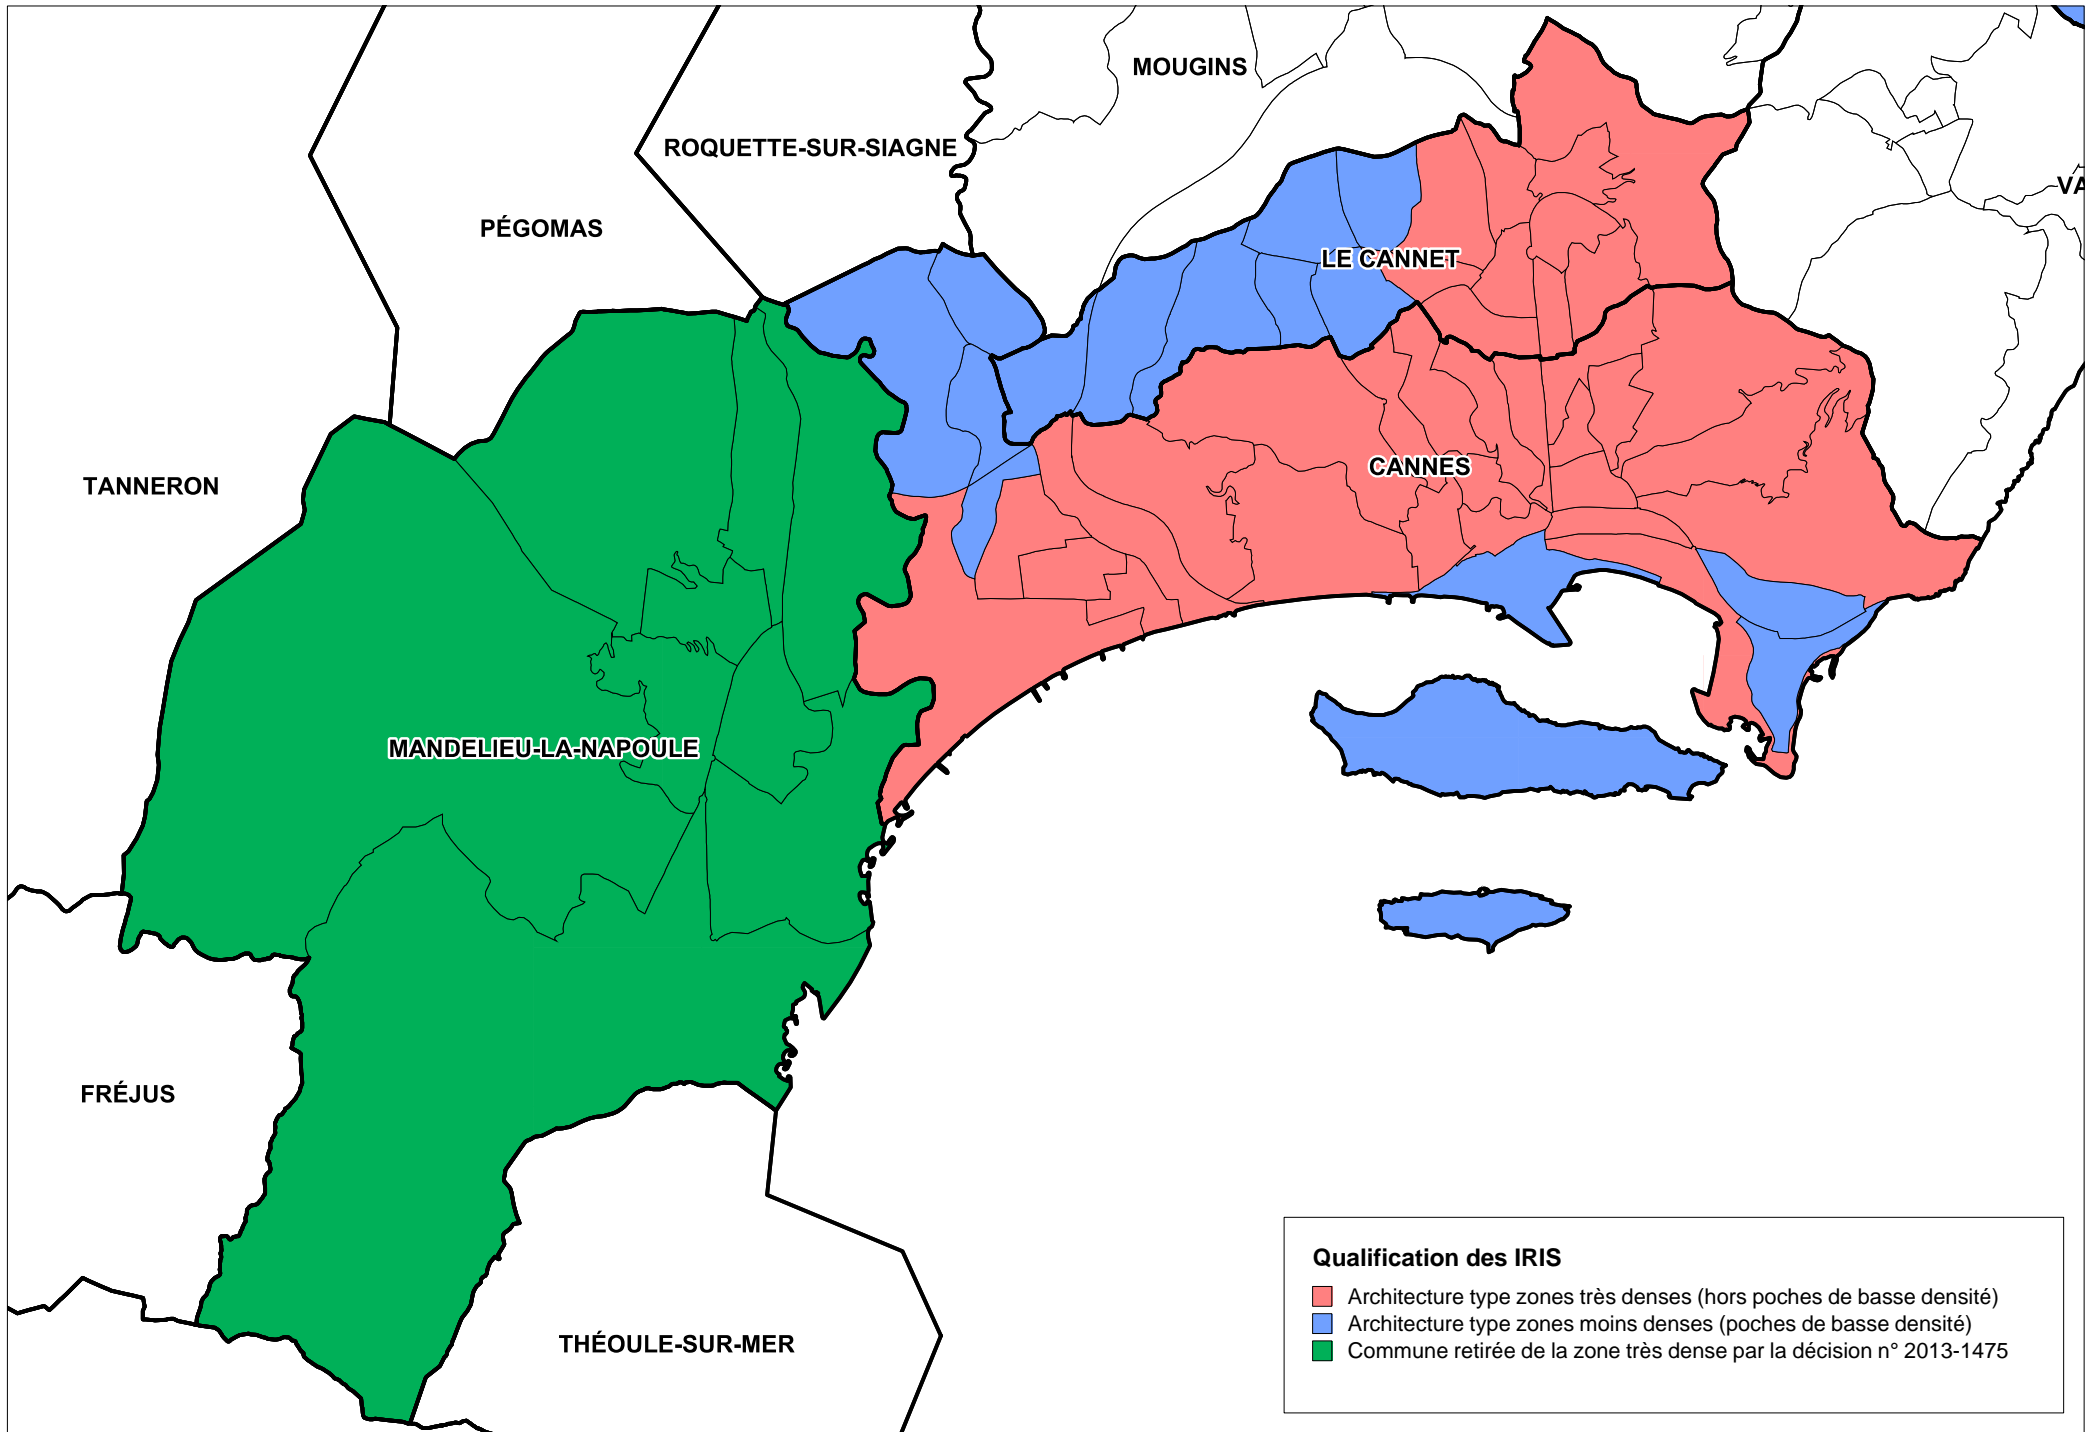 MOUGINS
ROQUETTE-SUR-SIAGNE
VA
PÉGOMAS
LE CANNET
CANNES
TANNERON
MANDELIEU-LA-NAPOULE
FRÉJUS
THÉOULE-SUR-MER
Qualification des IRIS
Architecture type zones très denses (hors poches de basse densité)
Architecture type zones moins denses (poches de basse densité)
Commune retirée de la zone très dense par la décision n° 2013-1475